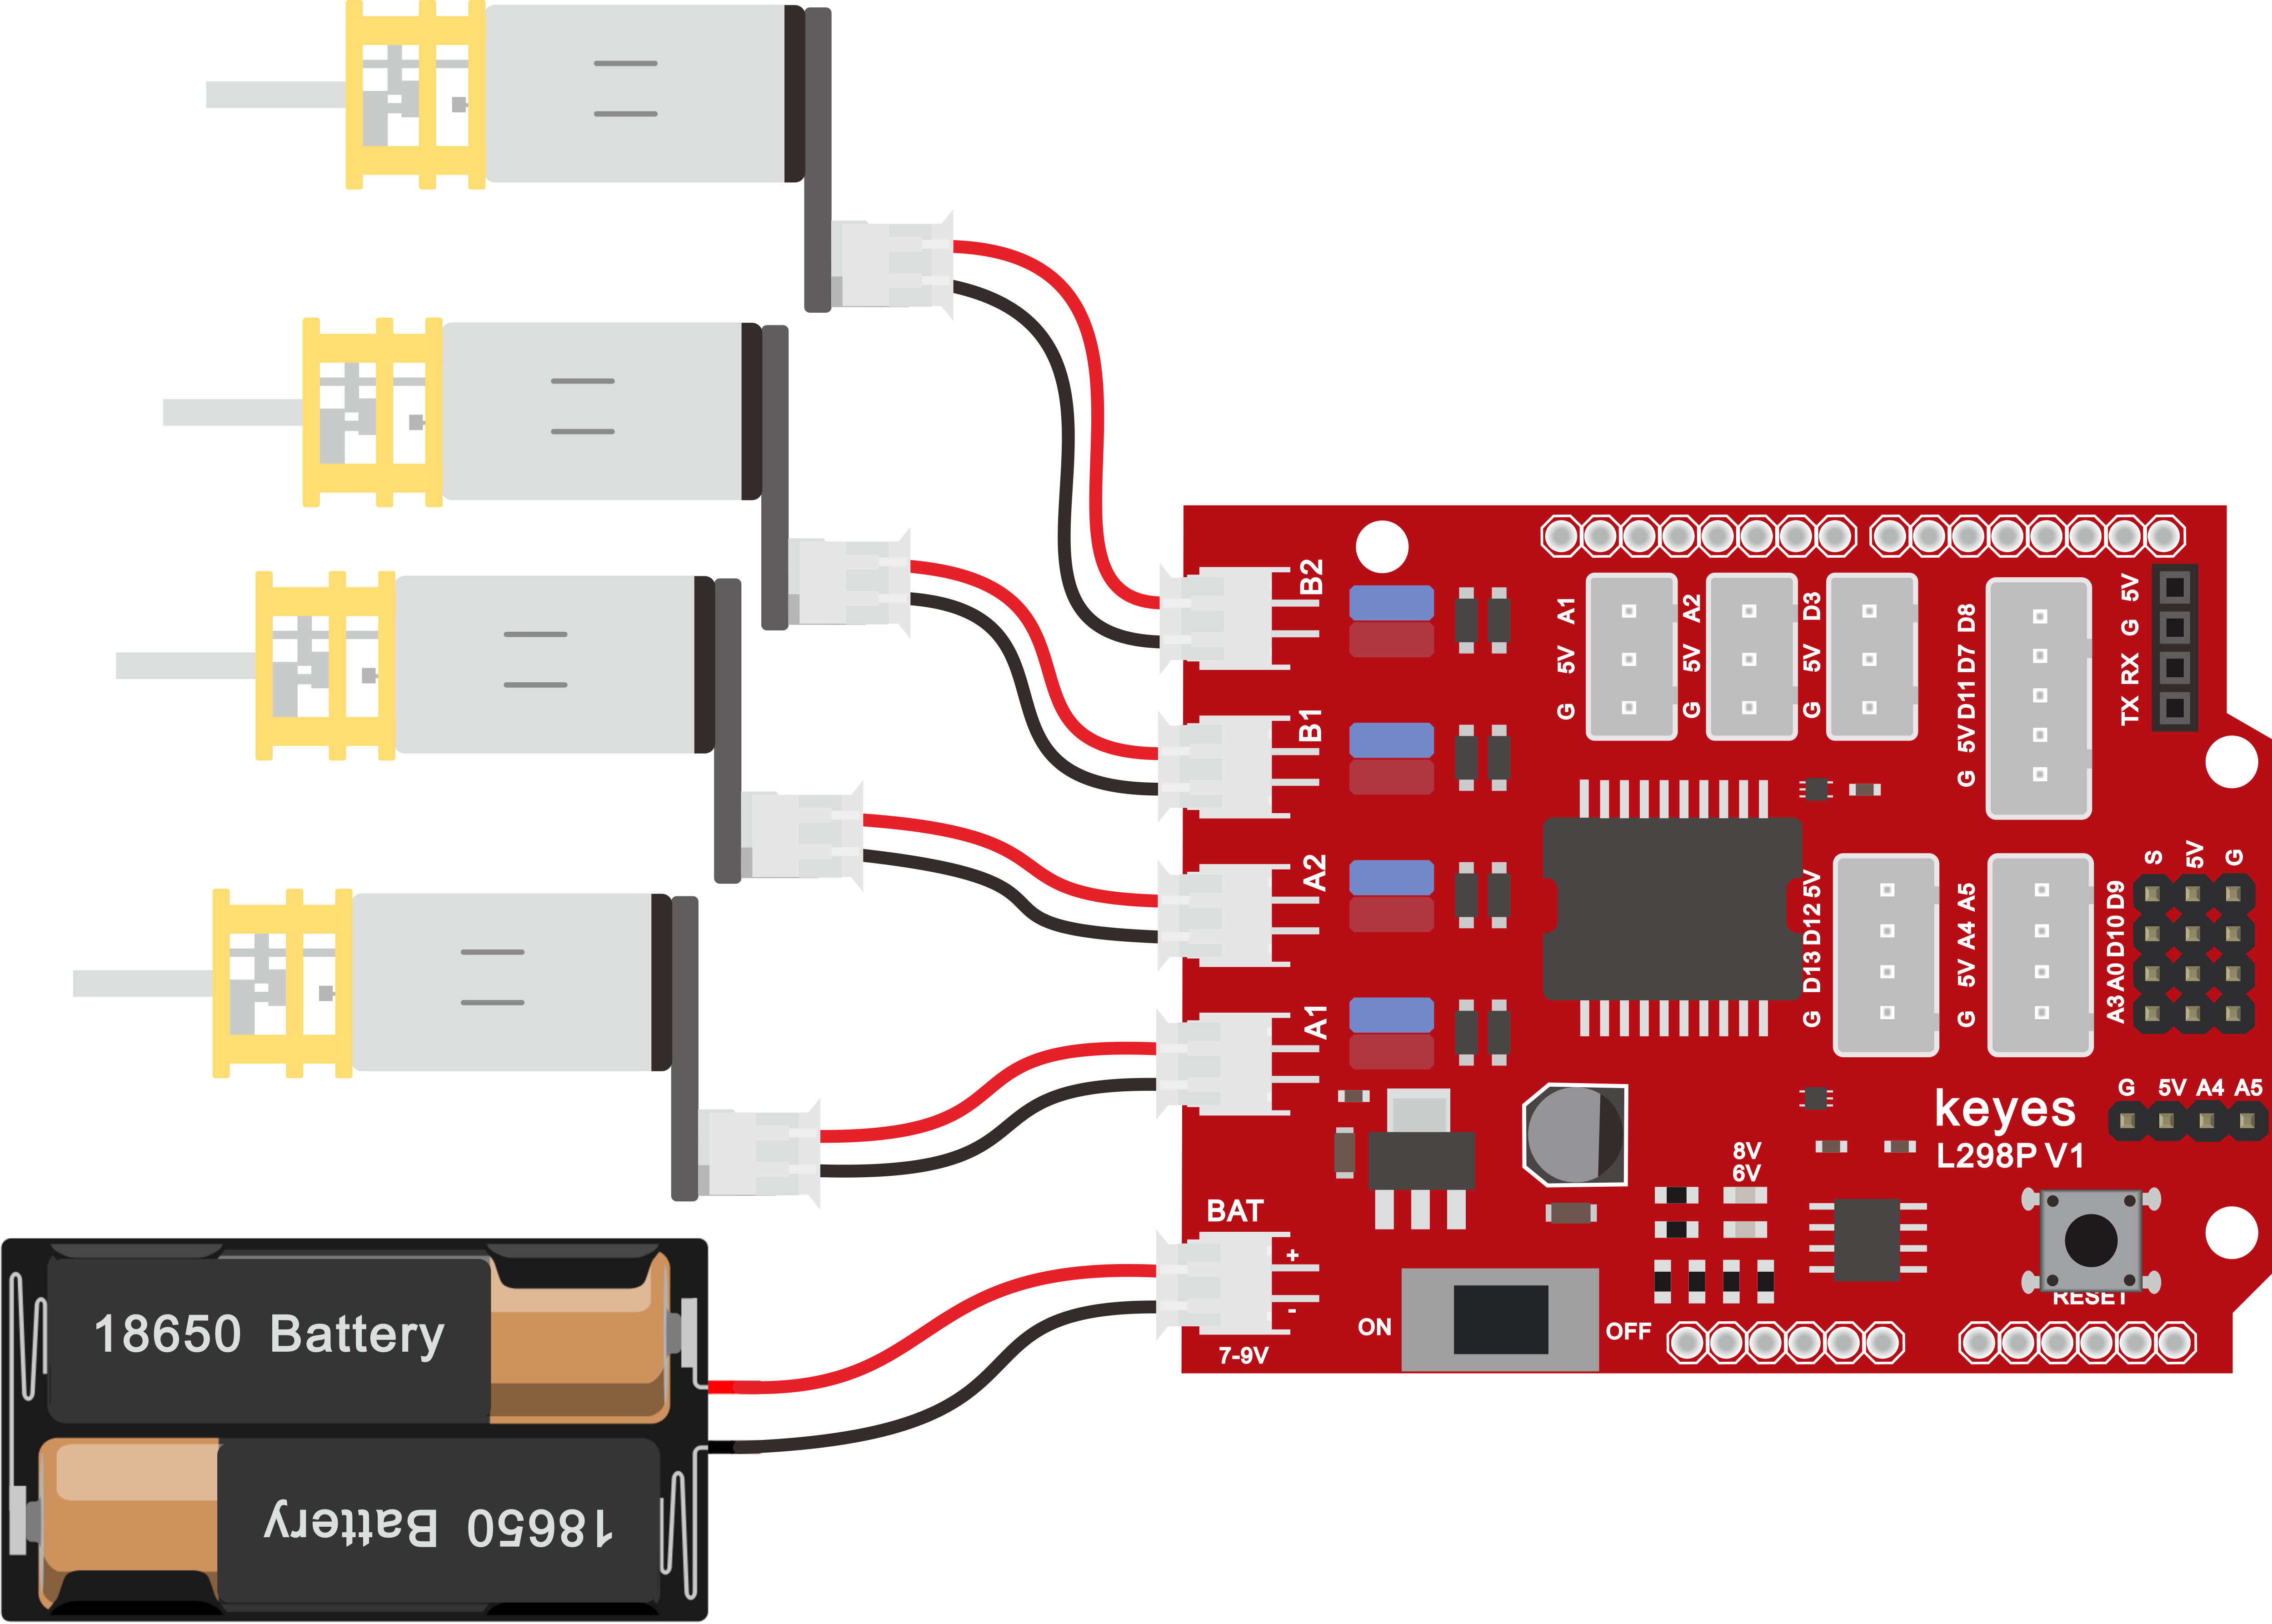 B2
B1
A2
A1
BAT
+
-
7-9V
ON
OFF
G 5V A1
G 5V A2
G 5V D3
G 5V D11 D7 D8
TX RX G 5V
G D13 D12 5V
G 5V A4 A5
S 5V G
A3 A0 D10 D9
G 5V A4 A5
keyes
L298P V1
8V
6V
RESET
18650 Battery
18650 Battery